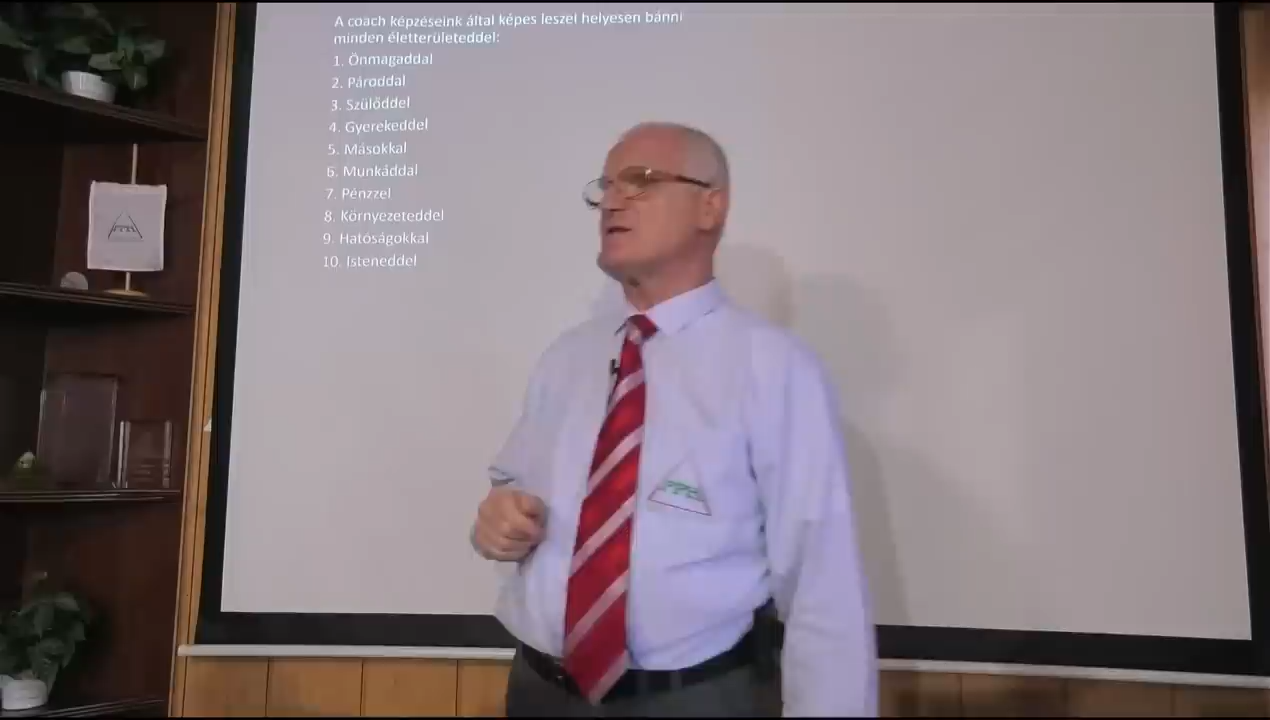 A coach képzéseink által képes leszel helyesen bánni
minden életterületeddel:
1. Önmagaddal
2. Pároddal
3. Szülőddel
4. Gyerekeddel
5. Másokkal
6. Munkáddal
7. Pénzzel
8. Környezeteddel
9. Hatóságokkal
10. Isteneddel